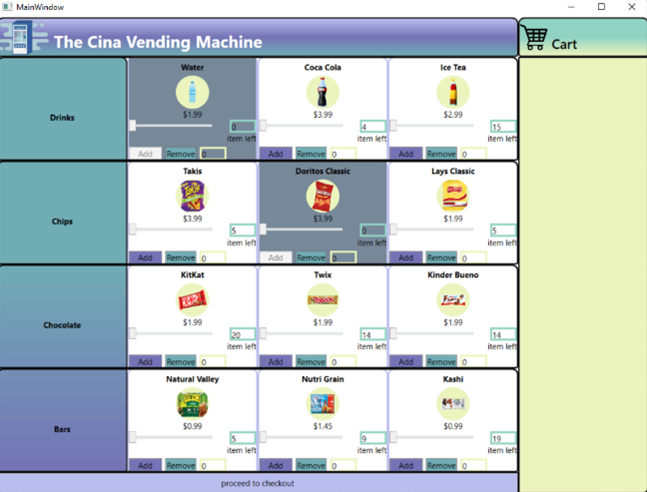 MainWindow
The Cina Vending Machine
Cart
Drinks
Water
$1.99
0
item left
Add Remove 0
Coca Cola
$3.99
4
item left
Add Remove 0
Ice Tea
$2.99
15
item left
Add Remove 0
Chips
Takis
$3.99
5
item left
Add Remove 0
Doritos Classic
$3.99
0
item left
Add Remove 0
Lays Classic
$1.99
5
item left
Add Remove 0
Chocolate
KitKat
$1.99
20
item left
Add Remove 0
Twix
$1.99
14
item left
Add Remove 0
Kinder Bueno
$1.99
14
item left
Add Remove 0
Bars
Natural Valley
$0.99
5
item left
Add Remove 0
Nutri Grain
$1.45
9
item left
Add Remove 0
Kashi
$0.99
19
item left
Add Remove 0
proceed to checkout